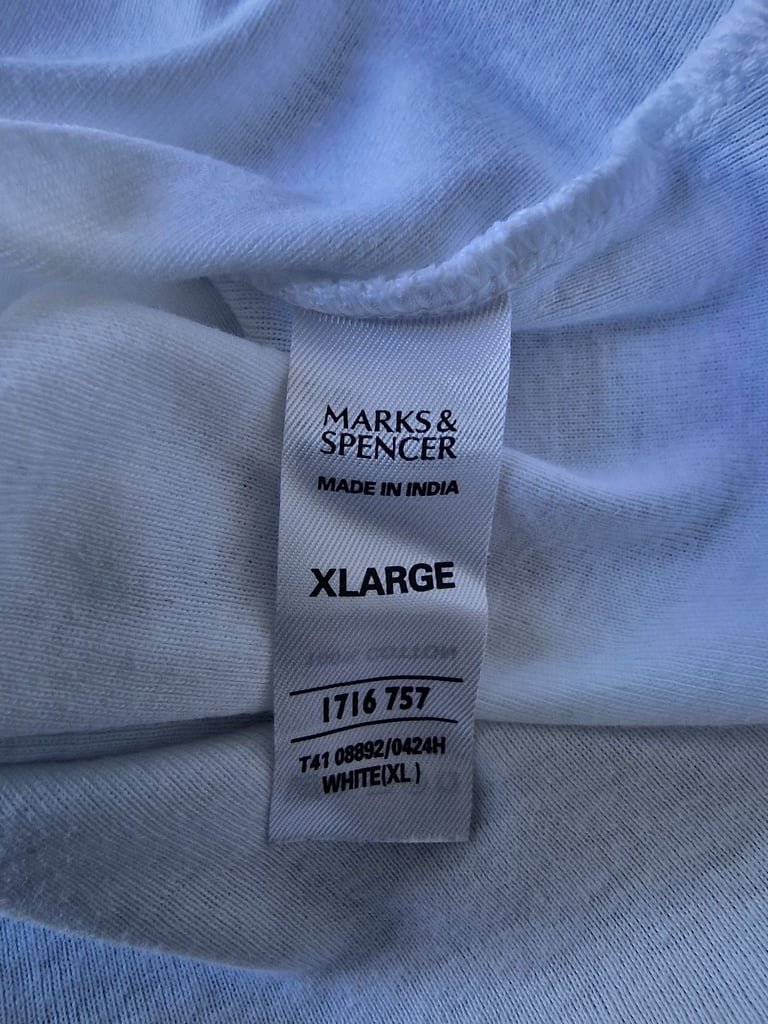 MARKS &
SPENCER
MADE IN INDIA
XLARGE
1716 757
T41 08892/0424H
WHITE(XL)